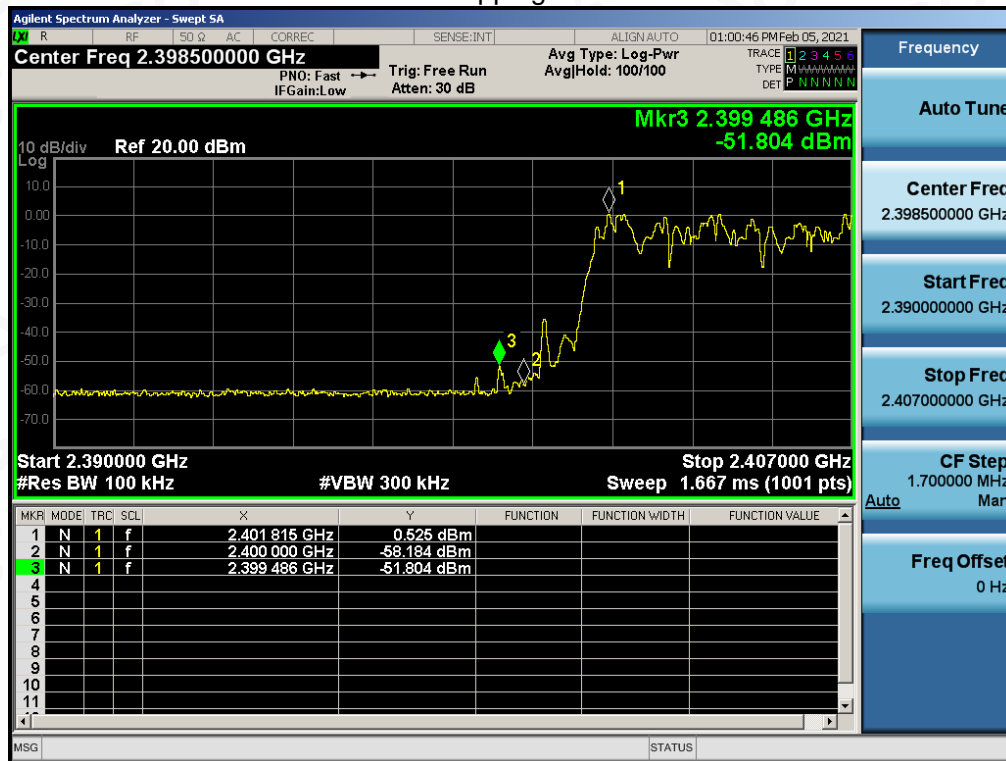 pping
Agilent Spectrum Analyzer - Swept SA
LXI R RF 50 Ω AC CORREC SENSE:INT ALIGN AUTO 01:00:46 PM Feb 05, 2021
Center Freq 2.398500000 GHz
PNO: Fast
IFGain:Low
Trig: Free Run
Atten: 30 dB
Avg Type: Log-Pwr
Avg|Hold: 100/100
TRACE 1 2 3 4 5 6
TYPE M
DET P N N N N N
Mkr3 2.399 486 GHz
-51.804 dBm
10 dB/div Ref 20.00 dBm
Log
10.0
0.00
-10.0
-20.0
-30.0
-40.0
-50.0
-60.0
-70.0
1
3
2
Start 2.390000 GHz Stop 2.407000 GHz
#Res BW 100 kHz #VBW 300 kHz Sweep 1.667 ms (1001 pts)
MKR MODE TRC SCL X Y FUNCTION FUNCTION WIDTH FUNCTION VALUE
1 N 1 f 2.401 815 GHz 0.525 dBm
2 N 1 f 2.400 000 GHz -58.184 dBm
3 N 1 f 2.399 486 GHz -51.804 dBm
4
5
6
7
8
9
10
11
MSG STATUS
Frequency
Auto Tune
Center Freq
2.398500000 GHz
Start Freq
2.390000000 GHz
Stop Freq
2.407000000 GHz
CF Step
1.700000 MHz
Auto Man
Freq Offset
0 Hz